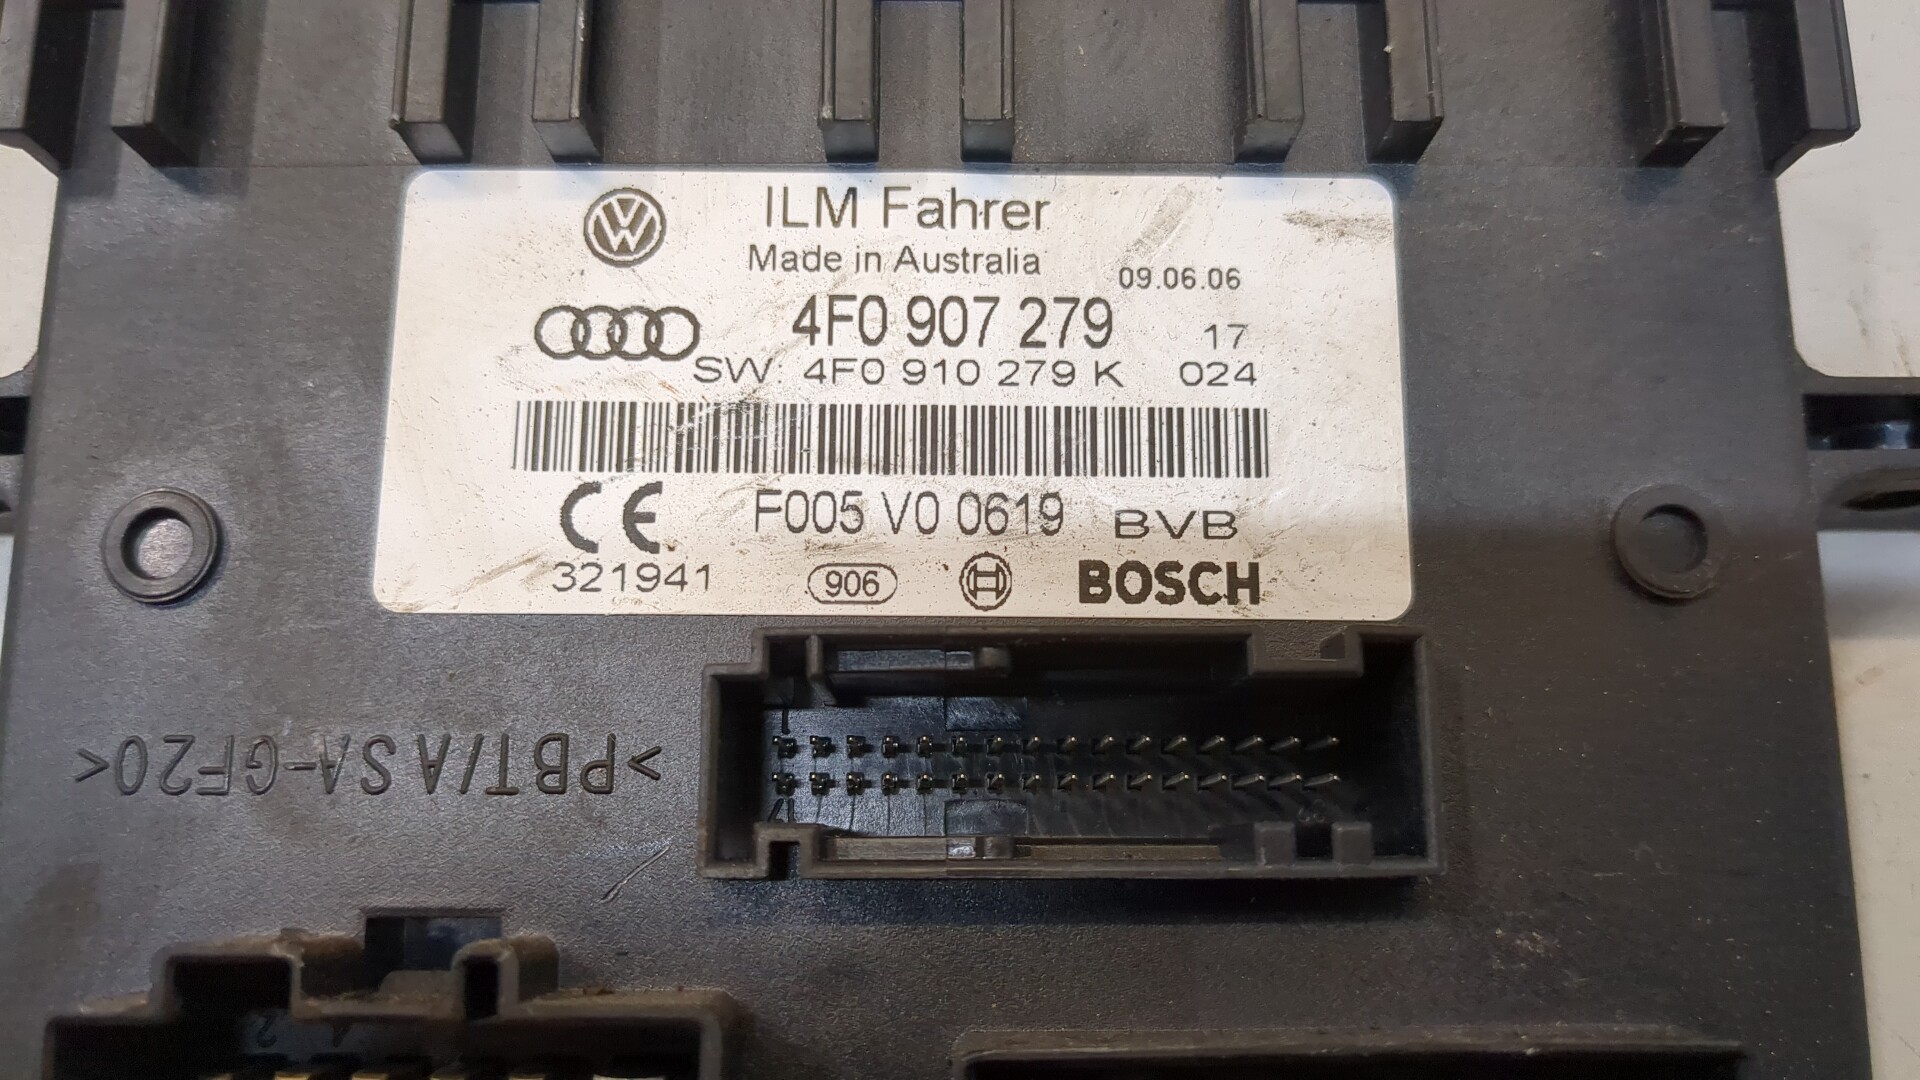 ILM Fahrer
Made in Australia
09.06.06
4F0 907 279 17
SW: 4F0 910 279 K 024
CE F005 V0 0619 BVB
321941 906 BOSCH
>PBT/ASA-GF20<